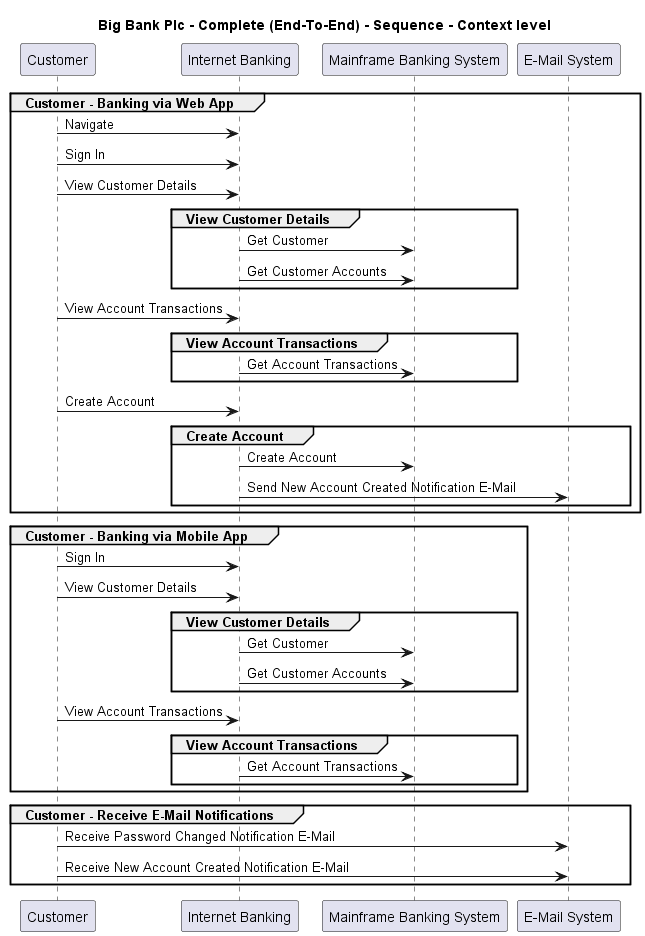 Big Bank Plc - Complete (End-To-End) - Sequence - Context level
Customer Internet Banking Mainframe Banking System E-Mail System
Customer - Banking via Web App
Navigate
Sign In
View Customer Details
View Customer Details
Get Customer
Get Customer Accounts
View Account Transactions
View Account Transactions
Get Account Transactions
Create Account
Create Account
Create Account
Send New Account Created Notification E-Mail
Customer - Banking via Mobile App
Sign In
View Customer Details
View Customer Details
Get Customer
Get Customer Accounts
View Account Transactions
View Account Transactions
Get Account Transactions
Customer - Receive E-Mail Notifications
Receive Password Changed Notification E-Mail
Receive New Account Created Notification E-Mail
Customer Internet Banking Mainframe Banking System E-Mail System